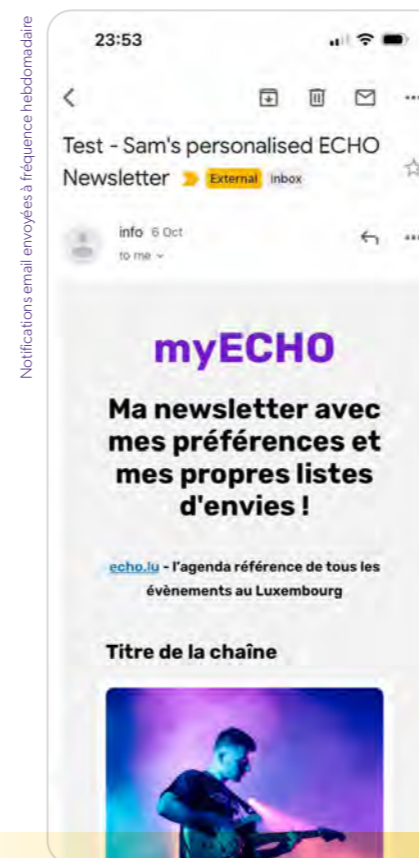 Notifications email envoyées à fréquence hebdomadaire
23:53
Test - Sam's personalised ECHO
Newsletter External Inbox
info 6 Oct
to me
myECHO
Ma newsletter avec
mes préférences et
mes propres listes
d'envies !
echo.lu - l'agenda référence de tous les
évènements au Luxembourg
Titre de la chaîne